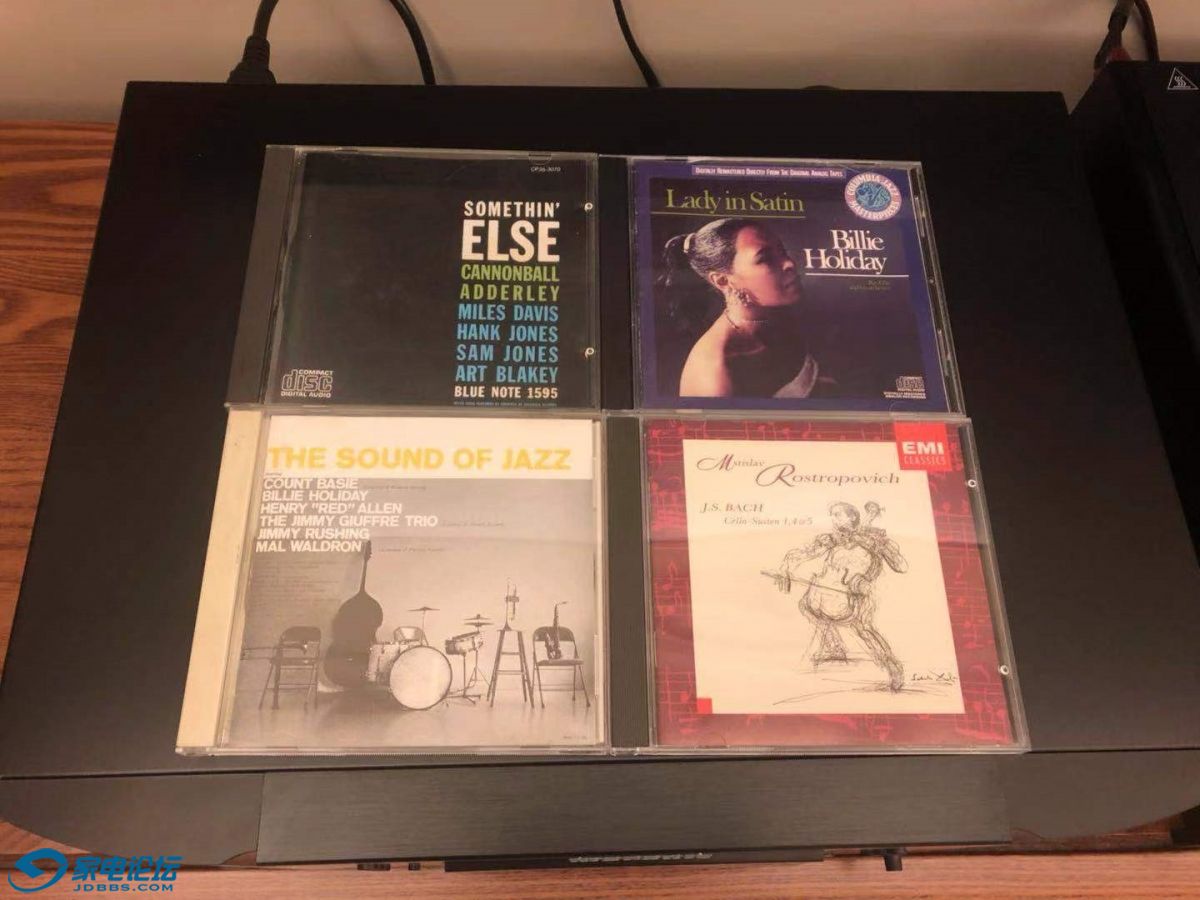 CP35-3070
SOMETHIN'
ELSE
CANNONBALL
ADDERLEY
MILES DAVIS
HANK JONES
SAM JONES
ART BLAKEY
BLUE NOTE 1595
COMPACT
disc
DIGITAL AUDIO
DIGITALLY REMASTERED DIRECTLY FROM THE ORIGINAL ANALOG TAPES
Lady in Satin
COLUMBIA JAZZ
MASTERPIECES
Billie
Holiday
THE SOUND OF JAZZ
COUNT BASIE
BILLIE HOLIDAY
HENRY "RED" ALLEN
THE JIMMY GIUFFRE TRIO
JIMMY RUSHING
MAL WALDRON
EMI
CLASSICS
Mstislav
Rostropovich
J.S. BACH
Cello-Suiten 1, 4 & 5
家电论坛
JDBBS.COM